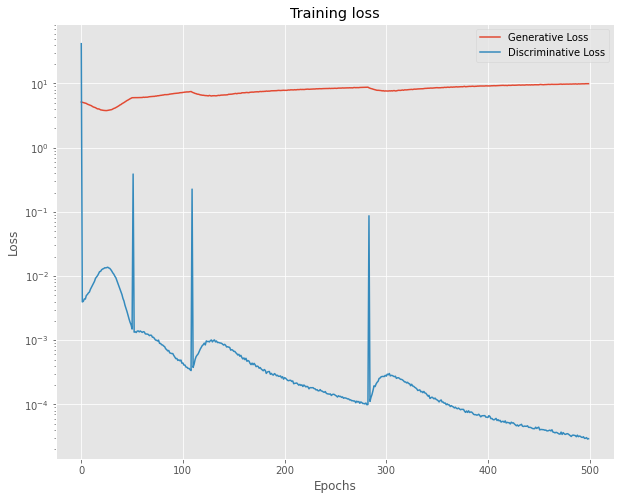 Training loss
Generative Loss
Discriminative Loss
10¹
10⁰
10⁻¹
10⁻²
10⁻³
10⁻⁴
Loss
0 100 200 300 400 500
Epochs